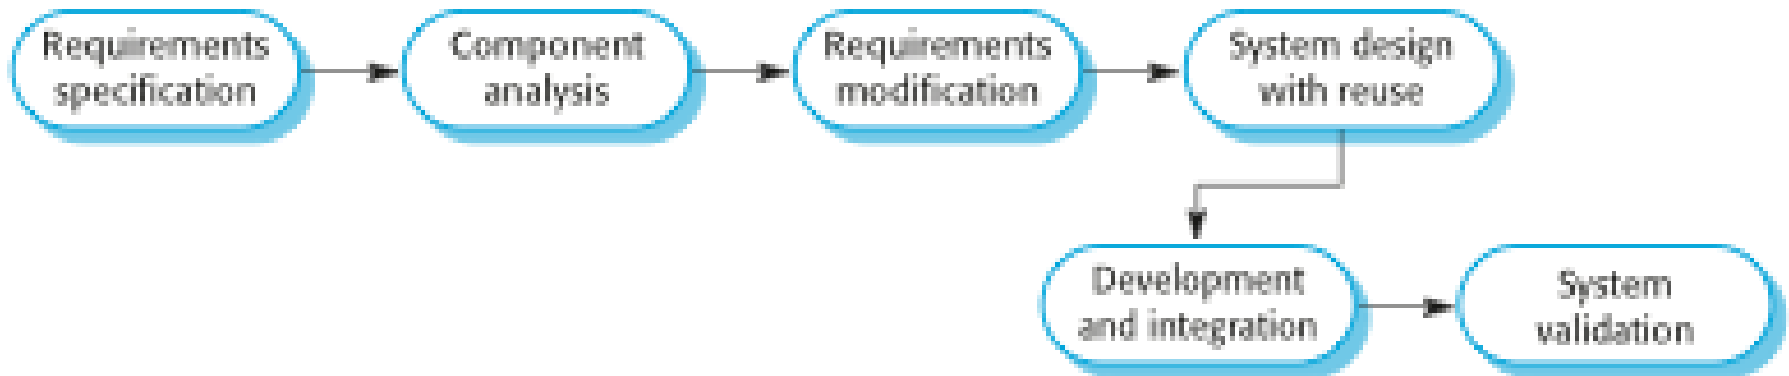 Requirements
specification
Component
analysis
Requirements
modification
System design
with reuse
Development
and integration
System
validation